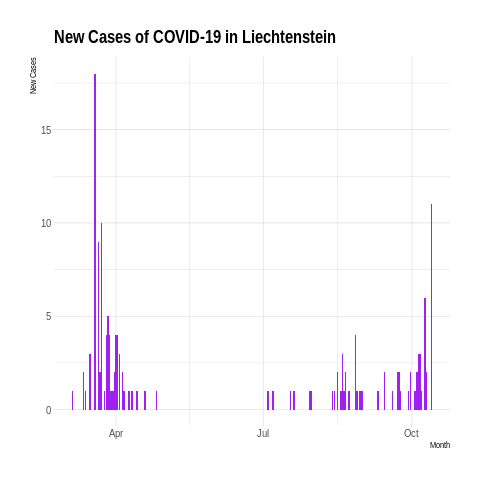 New Cases of COVID-19 in Liechtenstein
New Cases
15
10
5
0
Apr
Jul
Oct
Month